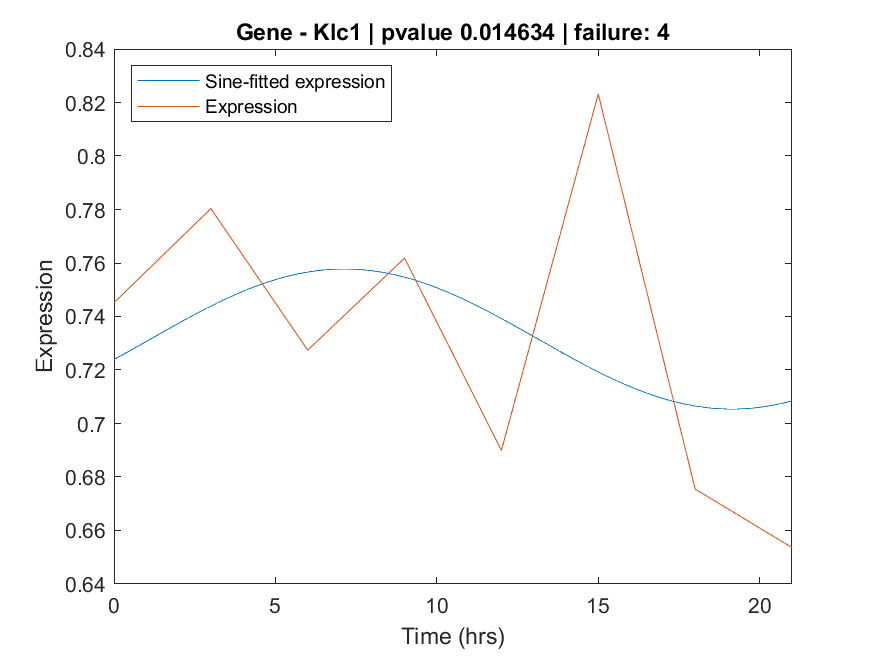 Gene - Klc1 | pvalue 0.014634 | failure: 4
0.84
0.82
0.8
0.78
0.76
0.74
0.72
0.7
0.68
0.66
0.64
Expression
Sine-fitted expression
Expression
0 5 10 15 20
Time (hrs)